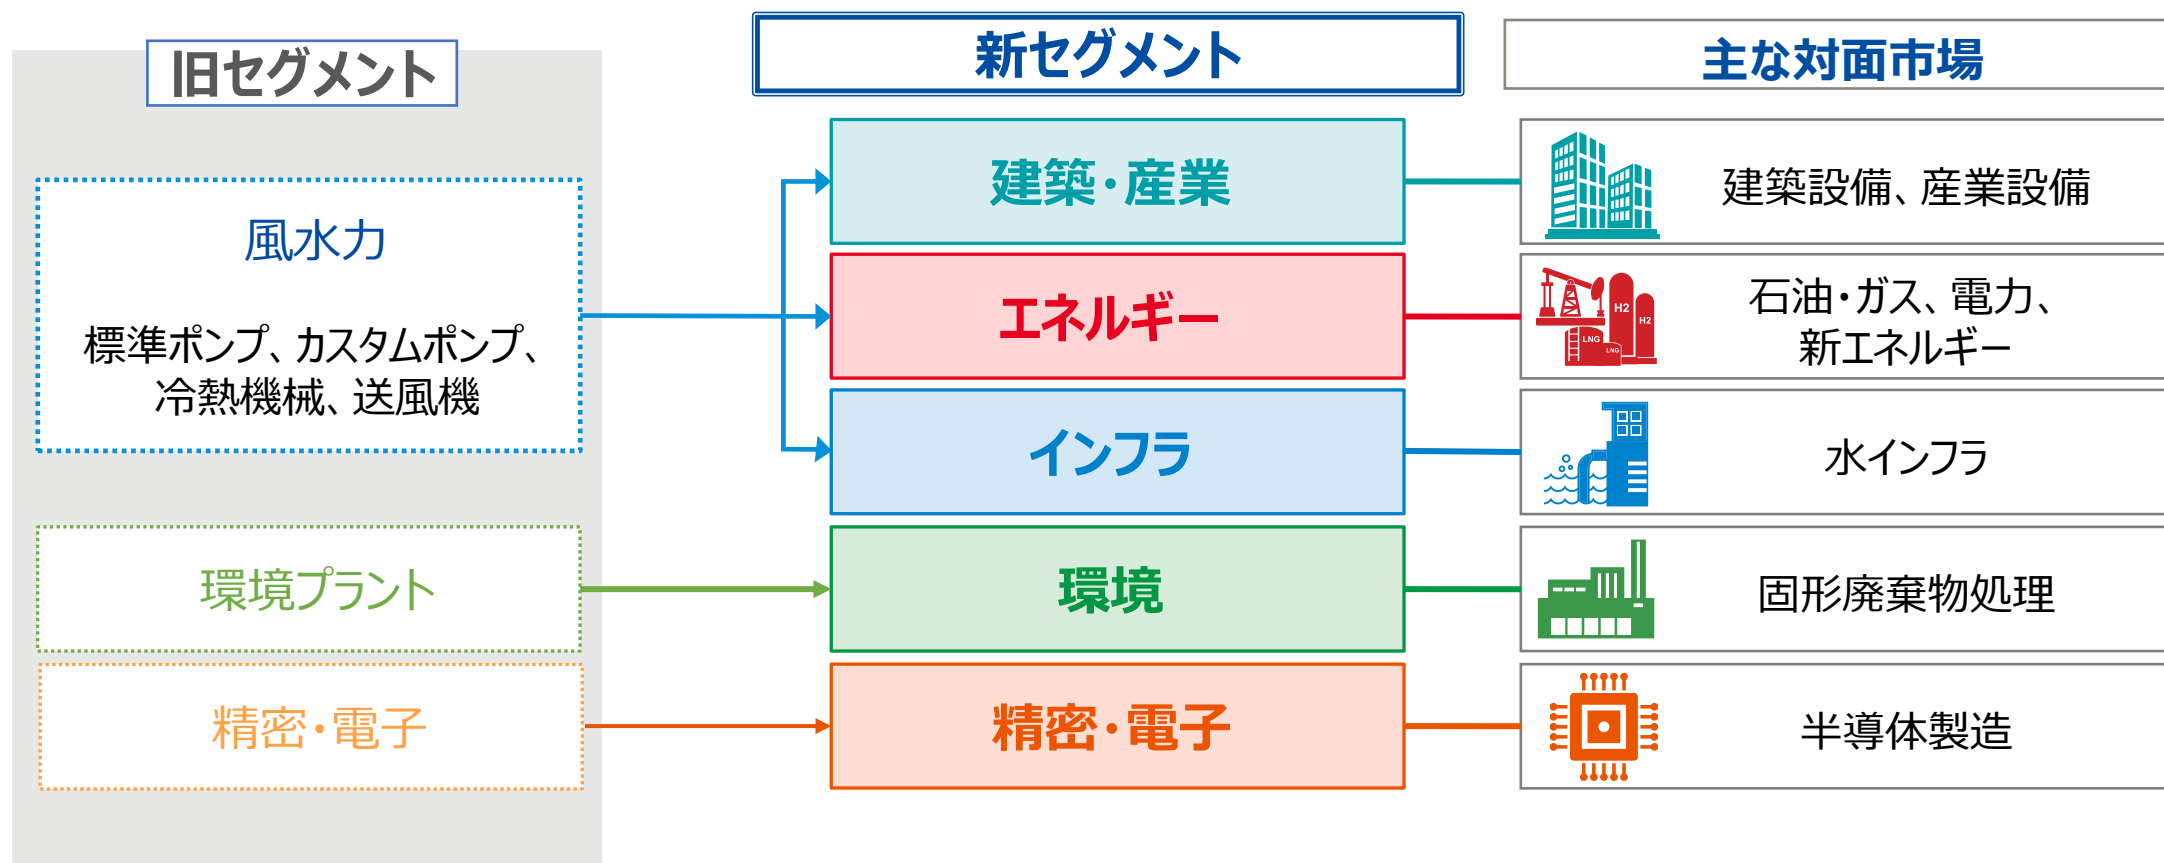 旧セグメント
新セグメント
主な対面市場
風水力
標準ポンプ、カスタムポンプ、
冷熱機械、送風機
環境プラント
精密・電子
建築・産業
エネルギー
インフラ
環境
精密・電子
建築設備、産業設備
H2
H2
LNG
LNG
石油・ガス、電力、
新エネルギー
水インフラ
固形廃棄物処理
半導体製造